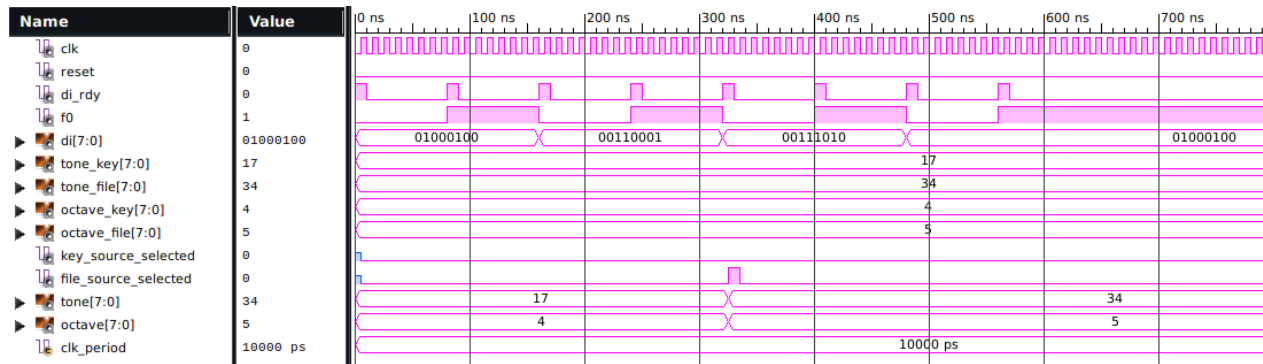 Name Value 0 ns 100 ns 200 ns 300 ns 400 ns 500 ns 600 ns 700 ns
clk 0
reset 0
di_rdy 0
f0 1
di[7:0] 01000100 01000100 00110001 00111010 01000100
tone_key[7:0] 17 17
tone_file[7:0] 34 34
octave_key[7:0] 4 4
octave_file[7:0] 5 5
key_source_selected 0
file_source_selected 0
tone[7:0] 34 17 34
octave[7:0] 5 4 5
clk_period 10000 ps 10000 ps